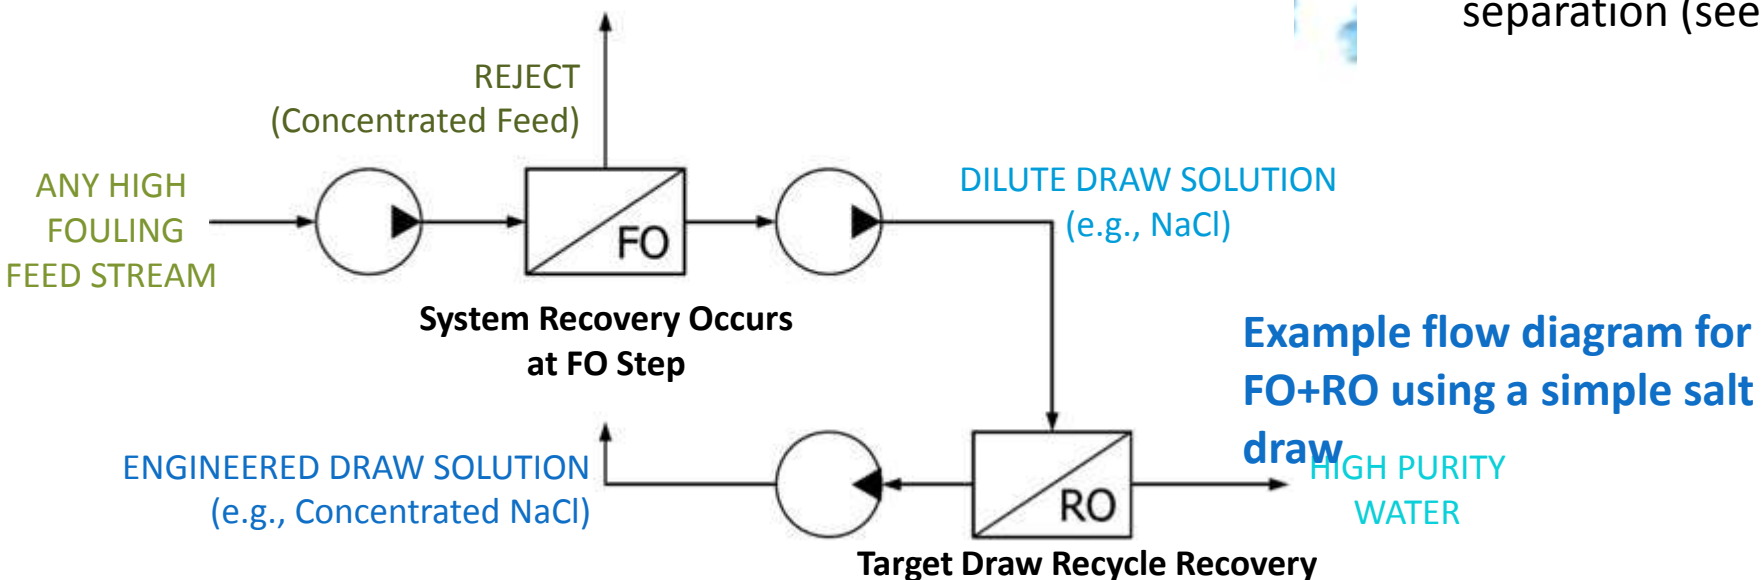 separation (see
REJECT
(Concentrated Feed)
ANY HIGH
FOULING
FEED STREAM
FO
DILUTE DRAW SOLUTION
(e.g., NaCl)
System Recovery Occurs
at FO Step
Example flow diagram for
FO+RO using a simple salt
draw
ENGINEERED DRAW SOLUTION
(e.g., Concentrated NaCl)
RO
HIGH PURITY
WATER
Target Draw Recycle Recovery